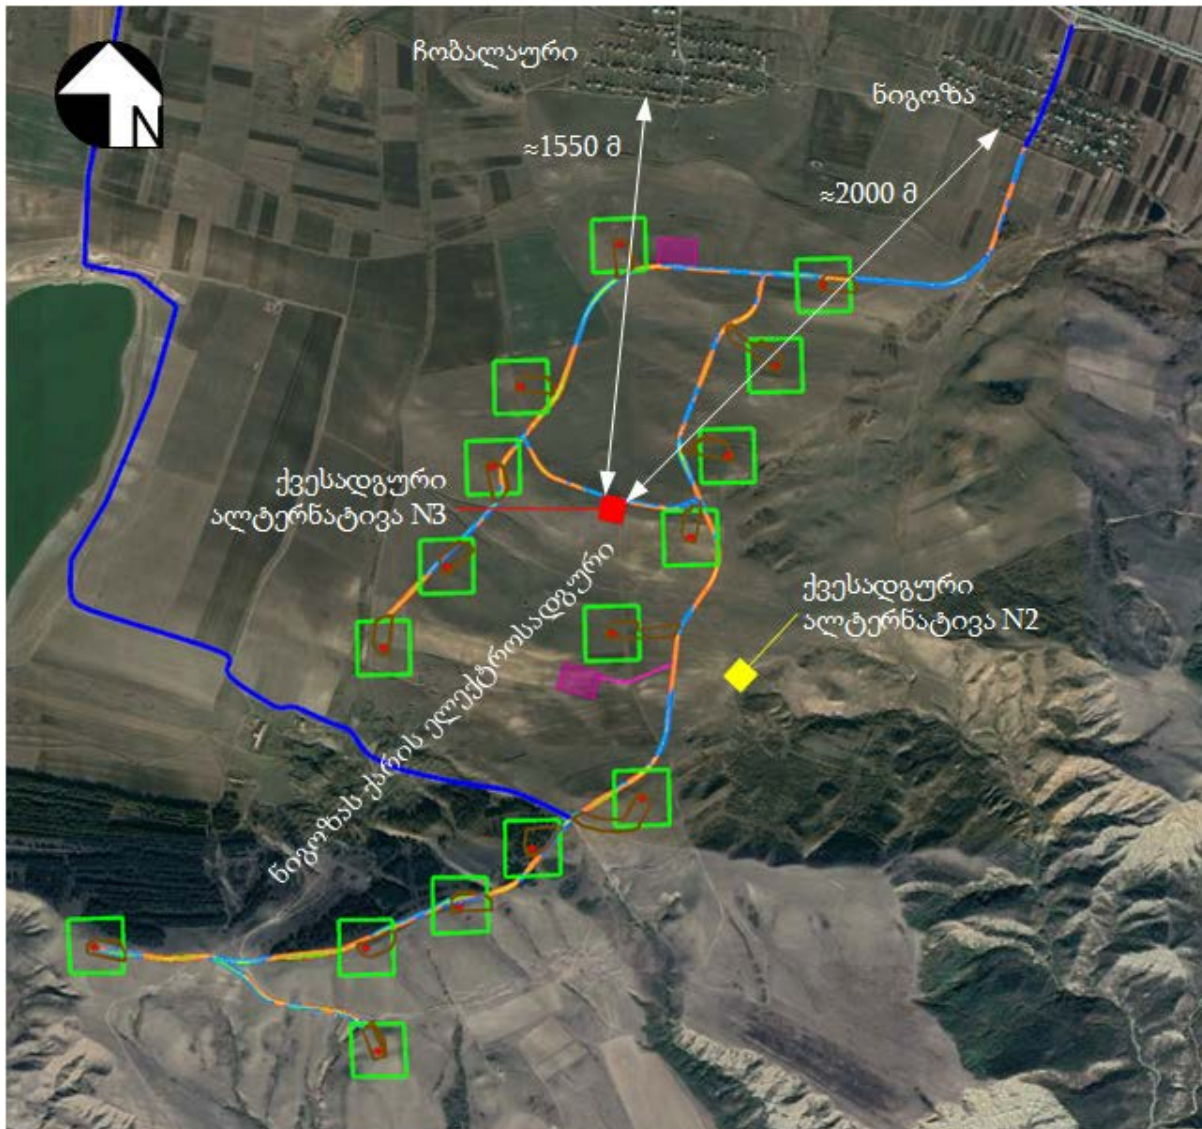 ჩობალაური
ნიგოზა
N
≈1550 მ
≈2000 მ
ქვესადგური
ალტერნატივა N3
ქვესადგური
ალტერნატივა N2
ნიგოზას ქარის ელექტროსადგური